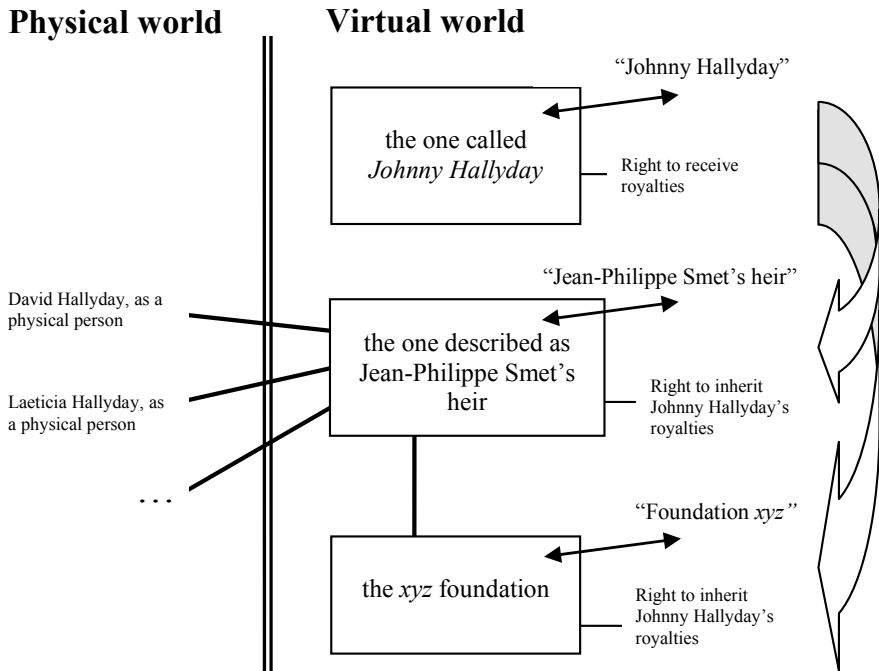 Physical world
Virtual world
“Johnny Hallyday”
the one called
Johnny Hallyday
Right to receive
royalties
“Jean-Philippe Smet’s heir”
David Hallyday, as a
physical person
the one described as
Jean-Philippe Smet’s
heir
Laeticia Hallyday, as
a physical person
Right to inherit
Johnny Hallyday’s
royalties
...
“Foundation xyz”
the xyz foundation
Right to inherit
Johnny Hallyday’s
royalties